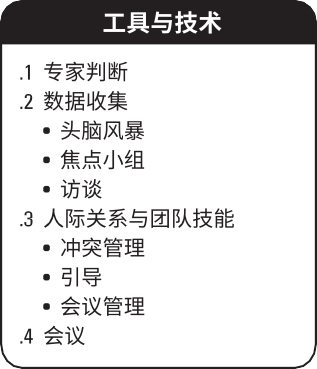 工具与技术
.1 专家判断
.2 数据收集
• 头脑风暴
• 焦点小组
• 访谈
.3 人际关系与团队技能
• 冲突管理
• 引导
• 会议管理
.4 会议